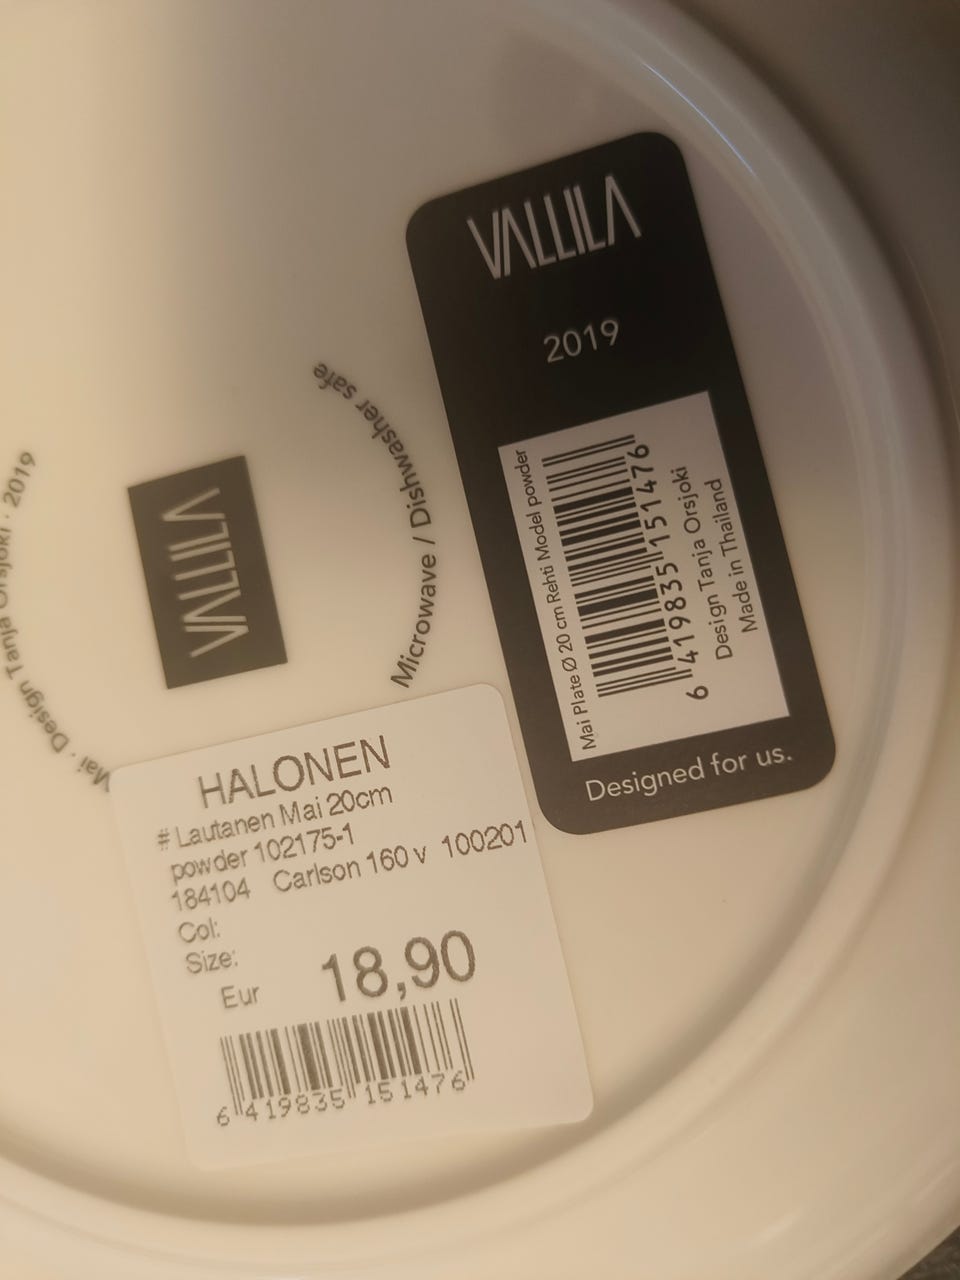 VALLILA
2019
Mai Plate Ø 20 cm Rehti Model powder
6 419835 151476
Design Tanja Orsjoki
Made in Thailand
Designed for us.
Mai · Design Tanja Orsjoki · 2019
VALLILA
Microwave / Dishwasher safe
HALONEN
# Lautanen Mai 20cm
powder 102175-1
184104 Carlson 160 v 100201
Col:
Size:
Eur 18,90
6 419835 151476